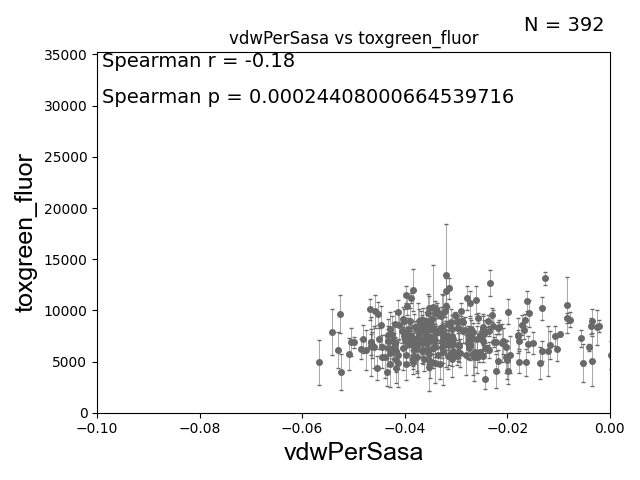 N = 392
vdwPerSasa vs toxgreen_fluor
Spearman r = -0.18
Spearman p = 0.00024408000664539716
toxgreen_fluor
35000
30000
25000
20000
15000
10000
5000
0
−0.10
−0.08
−0.06
−0.04
−0.02
0.00
vdwPerSasa